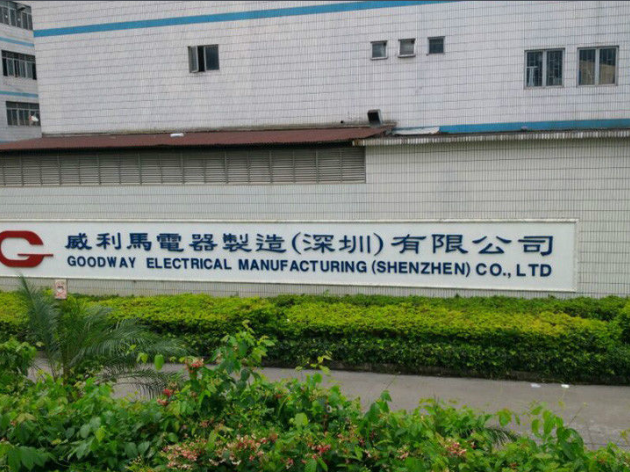 威利馬電器製造(深圳)有限公司
GOODWAY ELECTRICAL MANUFACTURING (SHENZHEN) CO., LTD